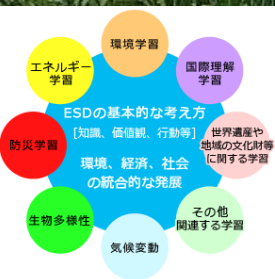 環境学習
エネルギー
学習
国際理解
学習
ESDの基本的な考え方
[知識、価値観、行動等]
環境、経済、社会
の統合的な発展
防災学習
世界遺産や
地域の文化財等
に関する学習
生物多様性
その他
関連する学習
気候変動